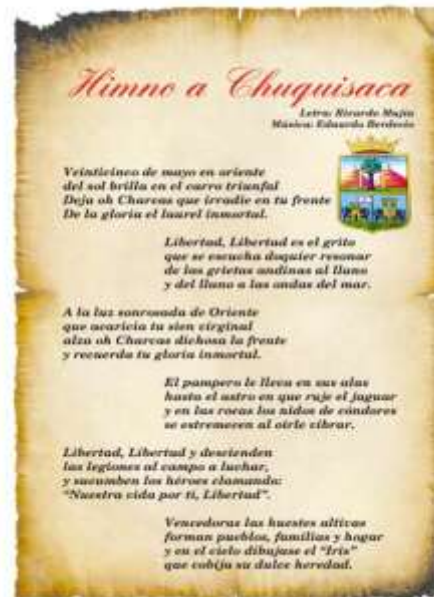 Himno a Chuquisaca
Letra: Ricardo Mujía
Música: Eduardo Berdecio
Veinticinco de mayo en oriente
del sol brilla en el carro triunfal
Deja oh Charcas que irradie en tu frente
De la gloria el laurel inmortal.
Libertad, Libertad es el grito
que se escucha doquier resonar
de las grietas andinas al llano
y del llano a las ondas del mar.
A la luz sonrosada de Oriente
que acaricia tu sien virginal
alza oh Charcas dichosa la frente
y recuerda tu gloria inmortal.
El pampero le lleva en sus alas
hasta el astro en que ruje el jaguar
y en las rocas los nidos de cóndores
se estremecen al oirle vibrar.
Libertad, Libertad y descienden
las legiones al campo a luchar,
y sucumben los héroes clamando:
“Nuestra vida por ti, Libertad”.
Vencedoras las huestes altivas
forman pueblos, familias y hogar
y en el cielo dibujase el “Iris”
que cobija su dulce heredad.